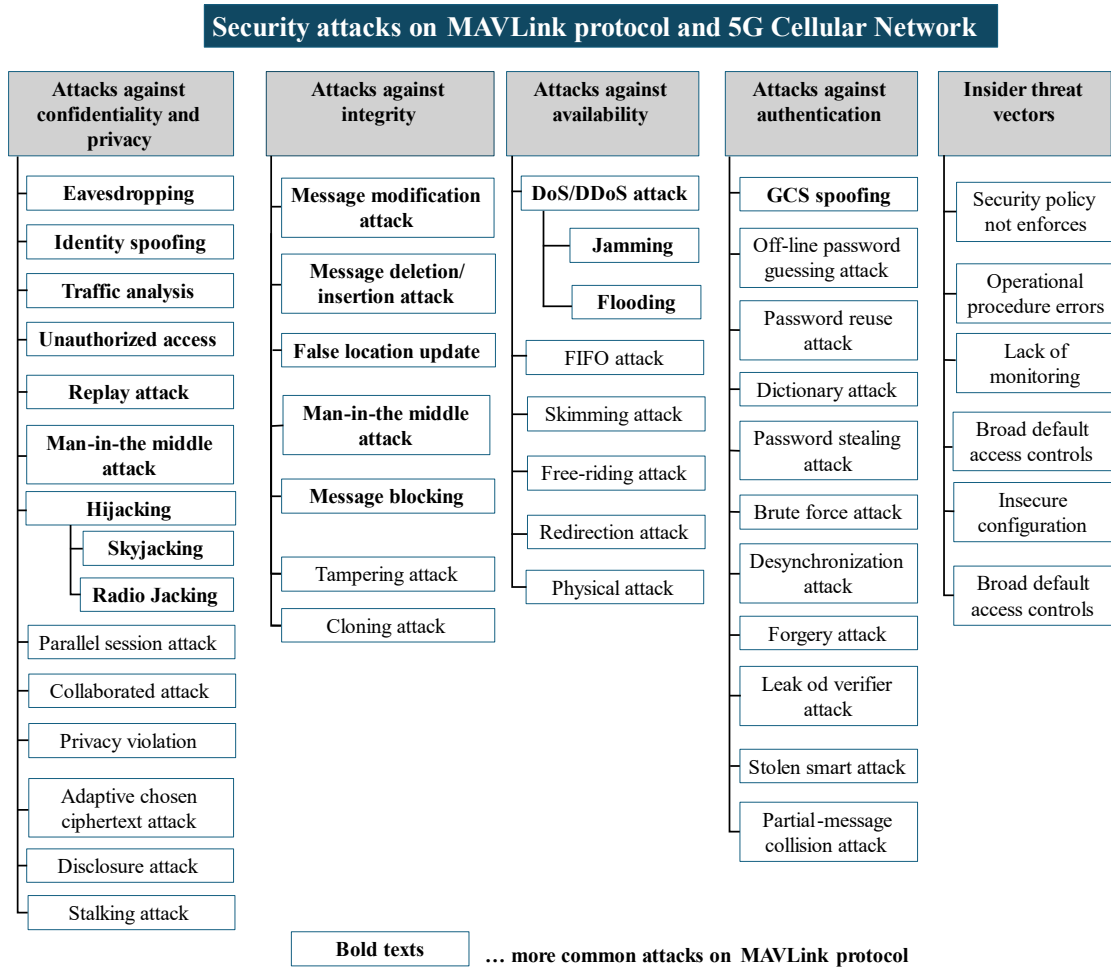 Security attacks on MAVLink protocol and 5G Cellular Network
Attacks against
confidentiality and
privacy
Eavesdropping
Identity spoofing
Traffic analysis
Unauthorized access
Replay attack
Man-in-the middle
attack
Hijacking
Skyjacking
Radio Jacking
Parallel session attack
Collaborated attack
Privacy violation
Adaptive chosen
ciphertext attack
Disclosure attack
Stalking attack
Attacks against
integrity
Message modification
attack
Message deletion/
insertion attack
False location update
Man-in-the middle
attack
Message blocking
Tampering attack
Cloning attack
Attacks against
availability
DoS/DDoS attack
Jamming
Flooding
FIFO attack
Skimming attack
Free-riding attack
Redirection attack
Physical attack
Attacks against
authentication
GCS spoofing
Off-line password
guessing attack
Password reuse
attack
Dictionary attack
Password stealing
attack
Brute force attack
Desynchronization
attack
Forgery attack
Leak od verifier
attack
Stolen smart attack
Partial-message
collision attack
Insider threat
vectors
Security policy
not enforces
Operational
procedure errors
Lack of
monitoring
Broad default
access controls
Insecure
configuration
Broad default
access controls
Bold texts
… more common attacks on MAVLink protocol